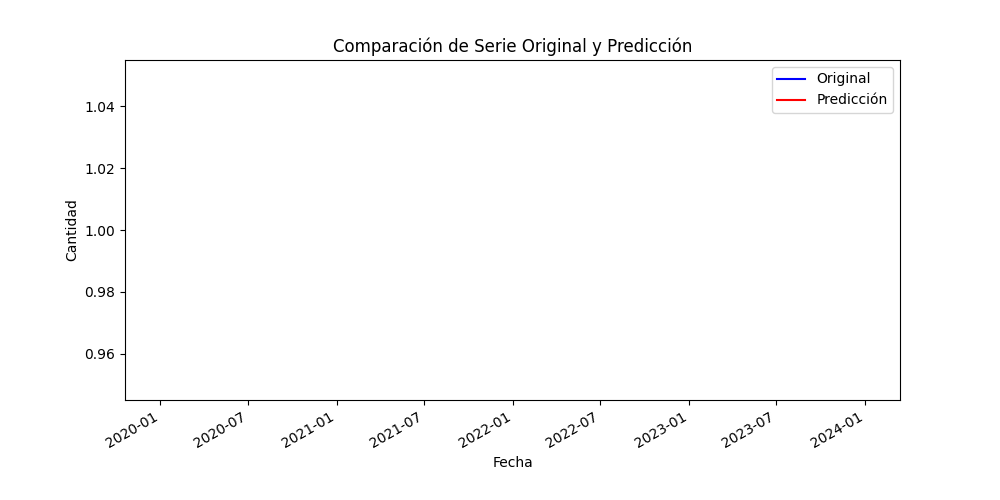 Comparación de Serie Original y Predicción
Original
Predicción
1.04
1.02
1.00
0.98
0.96
Cantidad
2020-01
2020-07
2021-01
2021-07
2022-01
2022-07
2023-01
2023-07
2024-01
Fecha